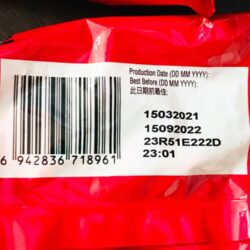 Production Date (DD MM YYYY):
Best Before (DD MM YYYY):
此日期前最佳:
15032021
15092022
23R51E222D
23:01
6 942836 718961